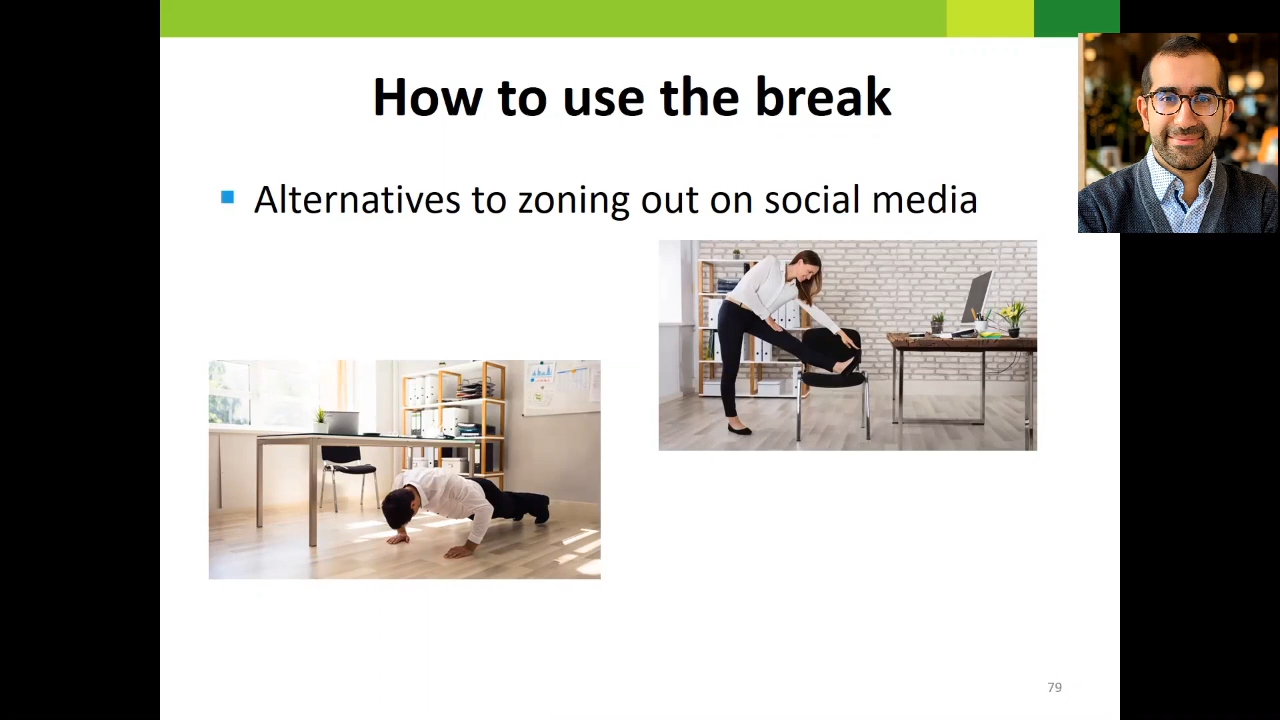 How to use the break
Alternatives to zoning out on social media
79